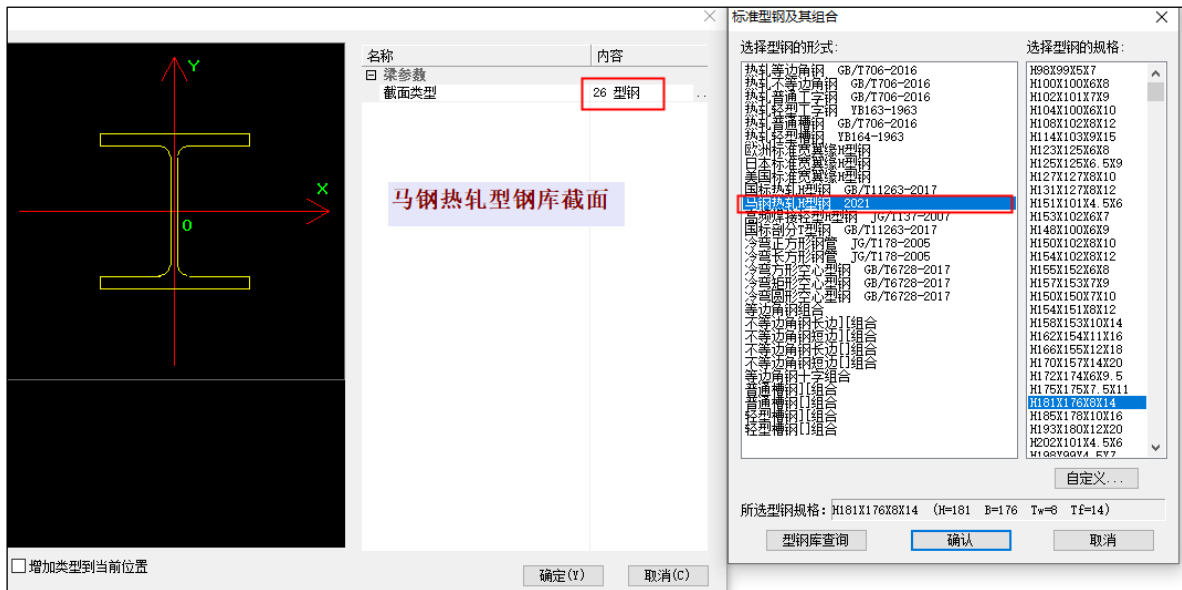 名称
内容
梁参数
截面类型
26 型钢
..
Y
X
0
马钢热轧型钢库截面
增加类型到当前位置
确定(Y)
取消(C)
标准型钢及其组合
选择型钢的形式:
热轧等边角钢 GB/T706-2016
热轧不等边角钢 GB/T706-2016
热轧普通工字钢 GB/T706-2016
热轧轻型工字钢 YB163-1963
热轧普通槽钢 GB/T706-2016
热轧轻型槽钢 YB164-1963
欧洲标准宽翼缘H型钢
日本标准宽翼缘H型钢
美国标准宽翼缘H型钢
国标热轧H型钢 GB/T11263-2017
马钢热轧H型钢 2021
高频焊接轻型H型钢 JG/T137-2007
国标剖分T型钢 GB/T11263-2017
冷弯正方形钢管 JG/T178-2005
冷弯长方形钢管 JG/T178-2005
冷弯方形空心型钢 GB/T6728-2017
冷弯矩形空心型钢 GB/T6728-2017
冷弯圆形空心型钢 GB/T6728-2017
等边角钢组合
不等边角钢长边][组合
不等边角钢短边][组合
不等边角钢长边[]组合
不等边角钢短边[]组合
等边角钢十字组合
普通槽钢][组合
普通槽钢[]组合
轻型槽钢][组合
轻型槽钢[]组合
选择型钢的规格:
H98X99X5X7
H100X100X6X8
H102X101X7X9
H104X100X6X10
H108X102X8X12
H114X103X9X15
H123X125X6X8
H125X125X6.5X9
H127X127X8X10
H131X127X8X12
H151X101X4.5X6
H153X102X6X7
H148X100X6X9
H150X102X8X10
H154X102X8X12
H155X152X6X8
H157X153X7X9
H150X150X7X10
H154X151X8X12
H158X153X10X14
H162X154X11X16
H166X155X12X18
H170X157X14X20
H172X174X6X9.5
H175X175X7.5X11
H181X176X8X14
H185X178X10X16
H193X180X12X20
H202X101X4.5X6
H198X99X4.5X7
自定义...
所选型钢规格: H181X176X8X14 (H=181 B=176 Tw=8 Tf=14)
型钢库查询
确认
取消